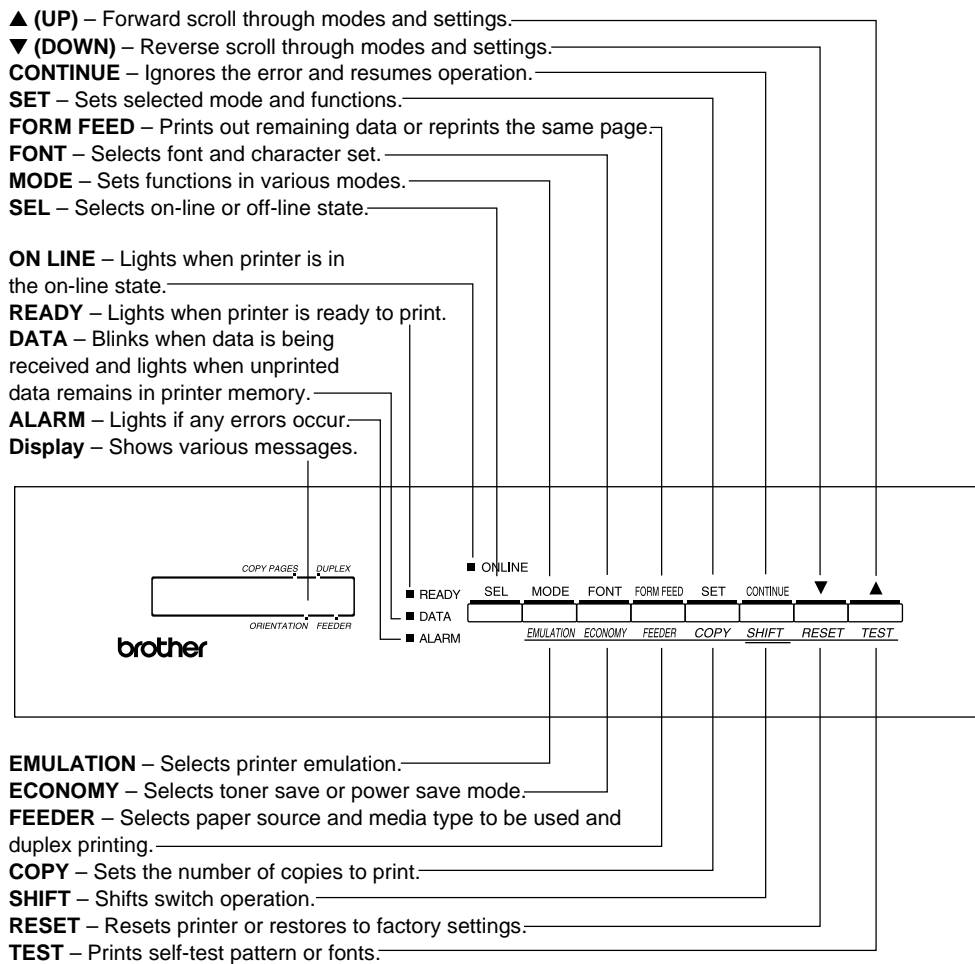 ▲ (UP) – Forward scroll through modes and settings.
▼ (DOWN) – Reverse scroll through modes and settings.
CONTINUE – Ignores the error and resumes operation.
SET – Sets selected mode and functions.
FORM FEED – Prints out remaining data or reprints the same page.
FONT – Selects font and character set.
MODE – Sets functions in various modes.
SEL – Selects on-line or off-line state.
ON LINE – Lights when printer is in
the on-line state.
READY – Lights when printer is ready to print.
DATA – Blinks when data is being
received and lights when unprinted
data remains in printer memory.
ALARM – Lights if any errors occur.
Display – Shows various messages.
COPY PAGES DUPLEX
ORIENTATION FEEDER
brother
ONLINE
READY
DATA
ALARM
SEL MODE FONT FORM FEED SET CONTINUE ▼ ▲
EMULATION ECONOMY FEEDER COPY SHIFT RESET TEST
EMULATION – Selects printer emulation.
ECONOMY – Selects toner save or power save mode.
FEEDER – Selects paper source and media type to be used and
duplex printing.
COPY – Sets the number of copies to print.
SHIFT – Shifts switch operation.
RESET – Resets printer or restores to factory settings.
TEST – Prints self-test pattern or fonts.